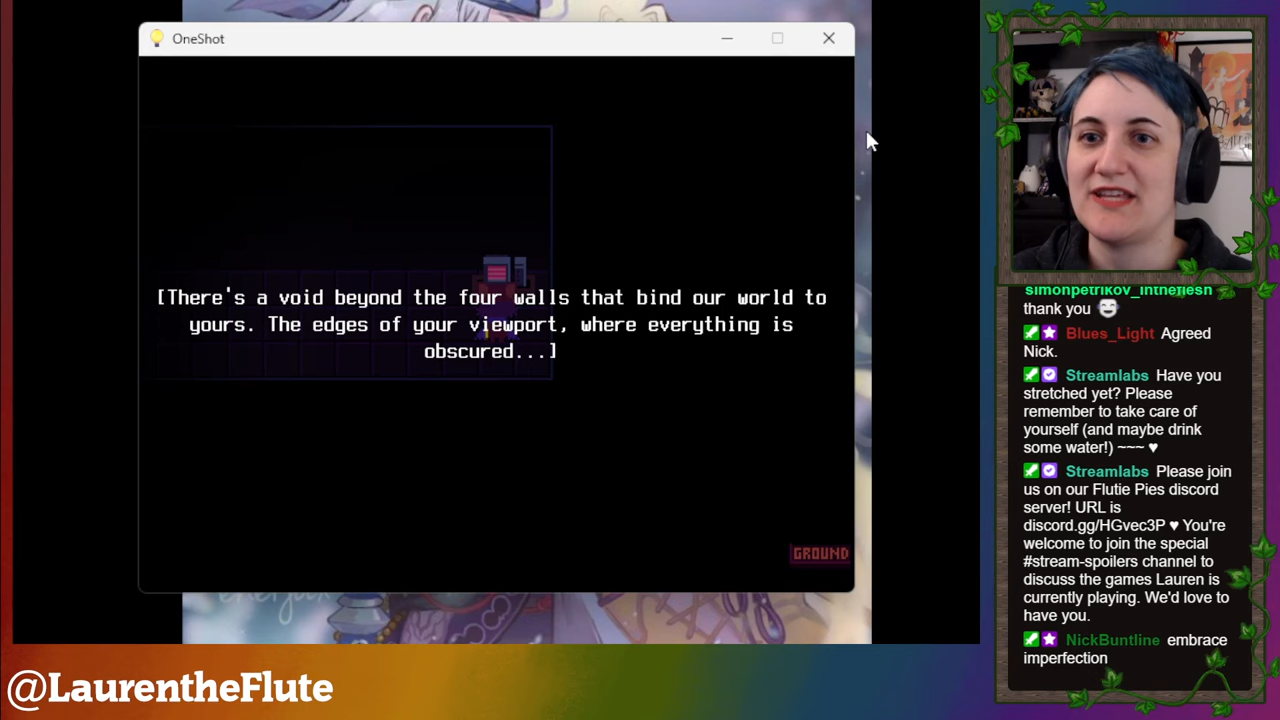 OneShot
[There's a void beyond the four walls that bind our world to
yours. The edges of your viewport, where everything is
obscured...]
GROUND
simonpetrikov_intheflesh
thank you
Blues_Light Agreed
Nick.
Streamlabs Have you
stretched yet? Please
remember to take care of
yourself (and maybe drink
some water!) ~~~ ♥
Streamlabs Please join
us on our Flutie Pies discord
server! URL is
discord.gg/HGvec3P ♥ You're
welcome to join the special
#stream-spoilers channel to
discuss the games Lauren is
currently playing. We'd love to
have you.
NickBuntline embrace
imperfection
@LaurentheFlute